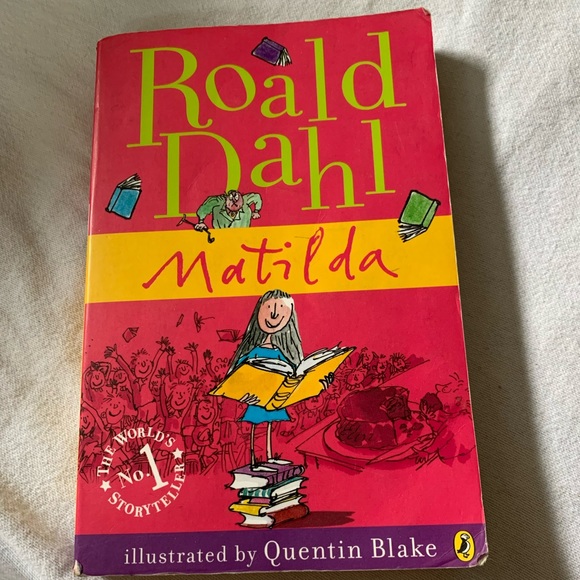 Roald
Dahl
Matilda
THE WORLD'S
No.1
STORYTELLER
illustrated by Quentin Blake